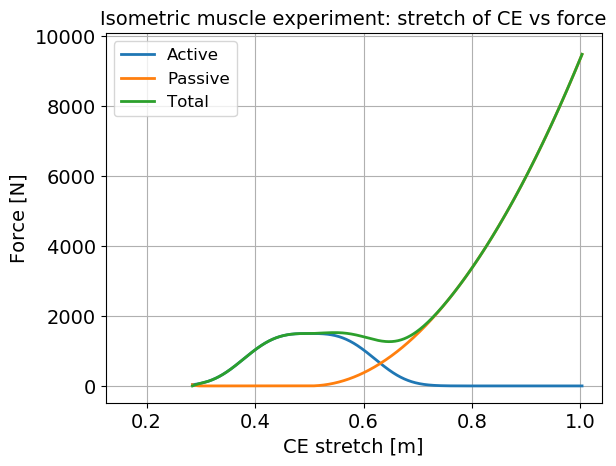 Isometric muscle experiment: stretch of CE vs force
10000
8000
6000
4000
2000
0
Force [N]
Active
Passive
Total
0.2 0.4 0.6 0.8 1.0
CE stretch [m]